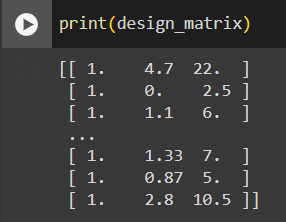 print(design_matrix)
[[ 1. 4.7 22. ]
[ 1. 0. 2.5 ]
[ 1. 1.1 6. ]
...
[ 1. 1.33 7. ]
[ 1. 0.87 5. ]
[ 1. 2.8 10.5 ]]